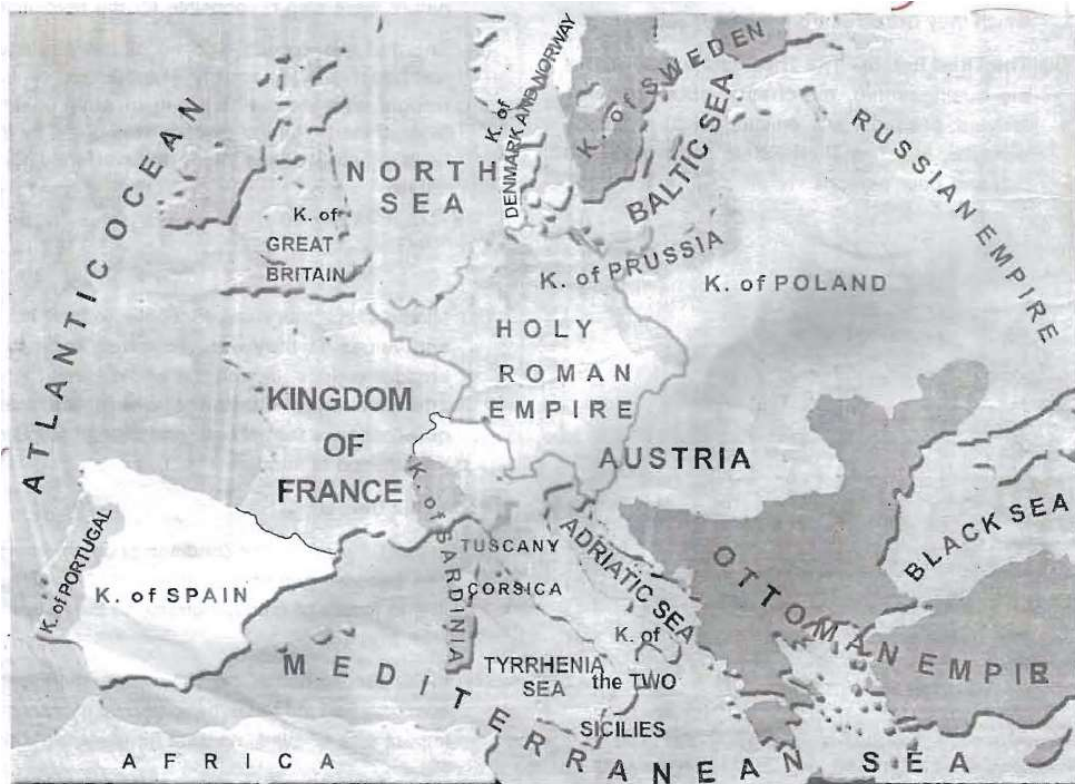 K. of
DENMARK AND NORWAY
K. of SWEDEN
BALTIC SEA
RUSSIAN EMPIRE
ATLANTIC OCEAN
NORTH
SEA
K. of
GREAT
BRITAIN
K. of PRUSSIA
K. of POLAND
HOLY
ROMAN
EMPIRE
KINGDOM
OF
FRANCE
AUSTRIA
K. of SARDINIA
TUSCANY
CORSICA
ADRIATIC SEA
K. of PORTUGAL
K. of SPAIN
BLACK SEA
OTTOMAN EMPIE
K. of
the TWO
SICILIES
TYRRHENIA
SEA
MEDITERRANEAN SEA
AFRICA